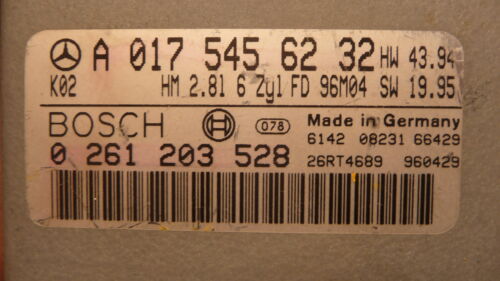 A 017 545 62 32 HW 43.94
K02 HM 2.81 6 Zyl FD 96M04 SW 19.95
BOSCH 078 Made in Germany
6142 08231 66429
0 261 203 528 26RT4689 960429